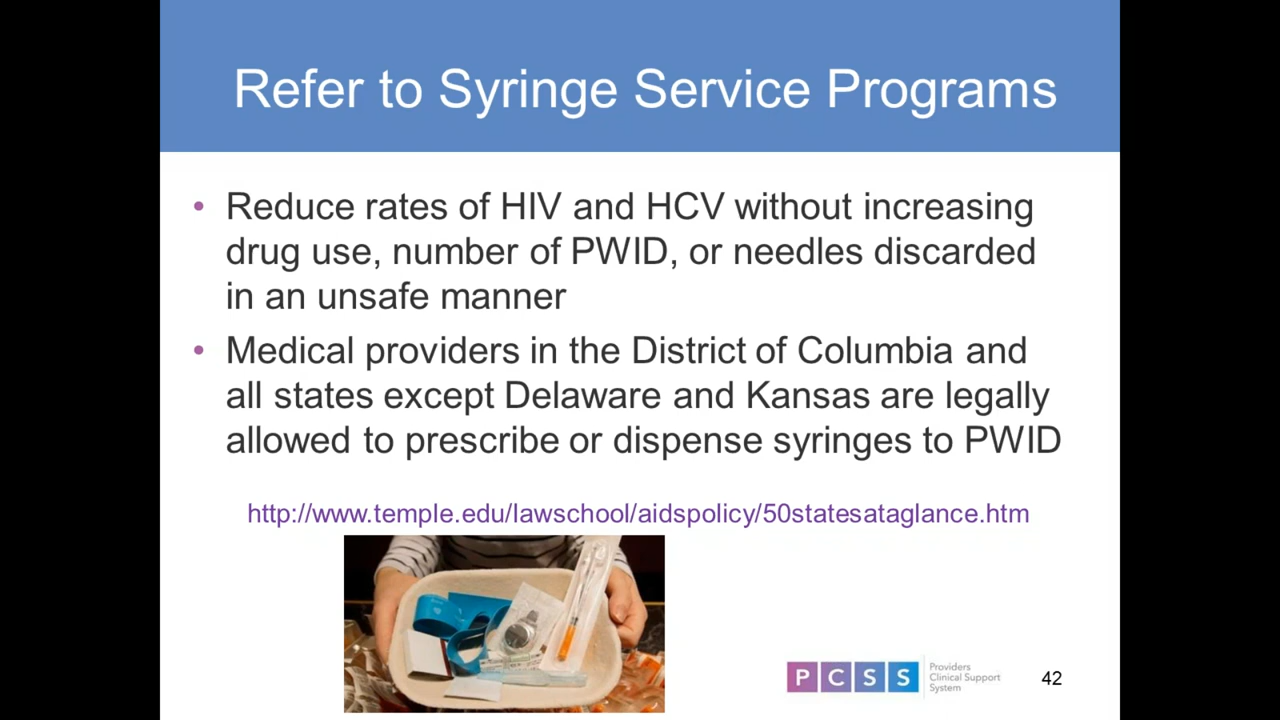 Refer to Syringe Service Programs
• Reduce rates of HIV and HCV without increasing
drug use, number of PWID, or needles discarded
in an unsafe manner
• Medical providers in the District of Columbia and
all states except Delaware and Kansas are legally
allowed to prescribe or dispense syringes to PWID
http://www.temple.edu/lawschool/aidspolicy/50statesataglance.htm
PCSS
Providers
Clinical Support
System
42